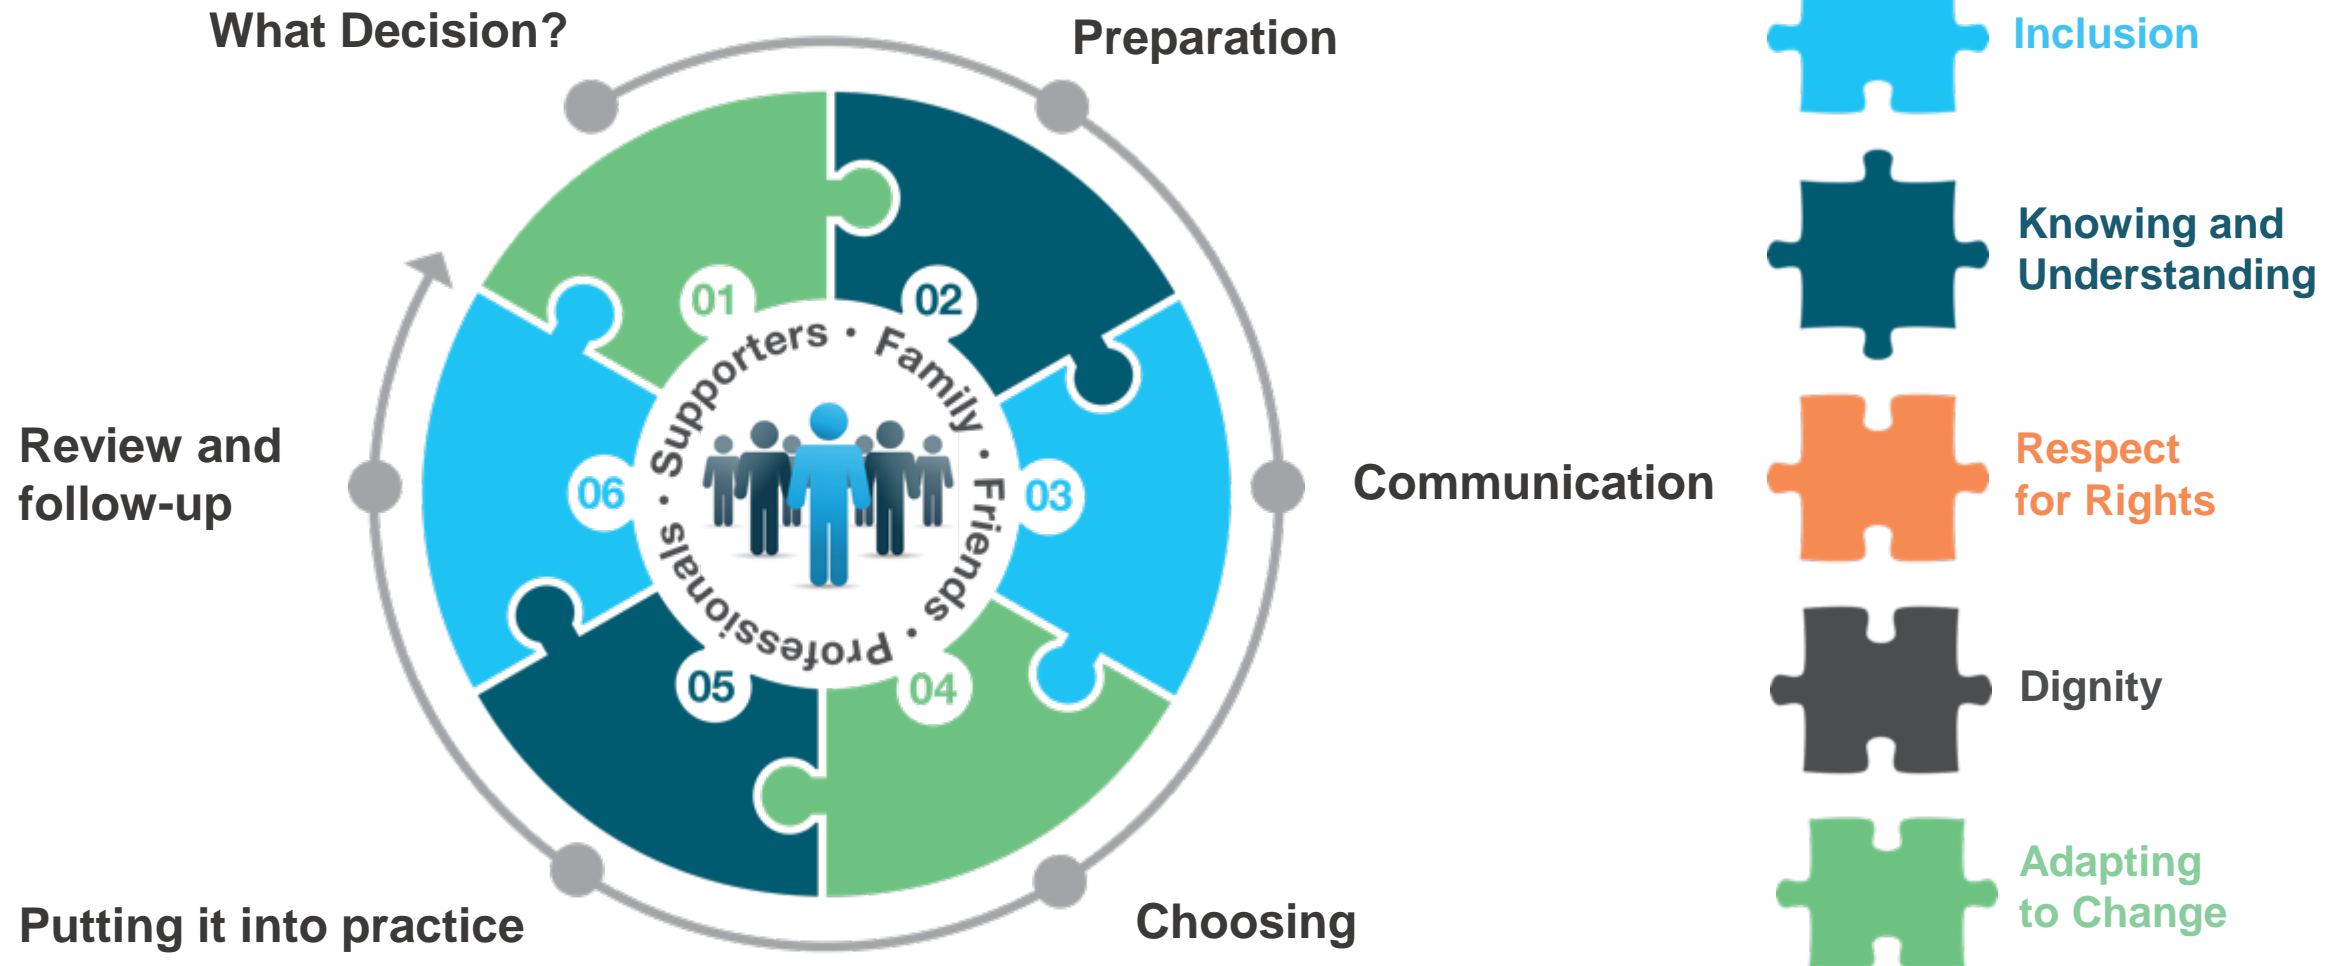 What Decision?
Preparation
Communication
Choosing
Putting it into practice
Review and
follow-up
01
02
03
04
05
06
Supporters · Family · Friends · Professionals ·
Inclusion
Knowing and
Understanding
Respect
for Rights
Dignity
Adapting
to Change